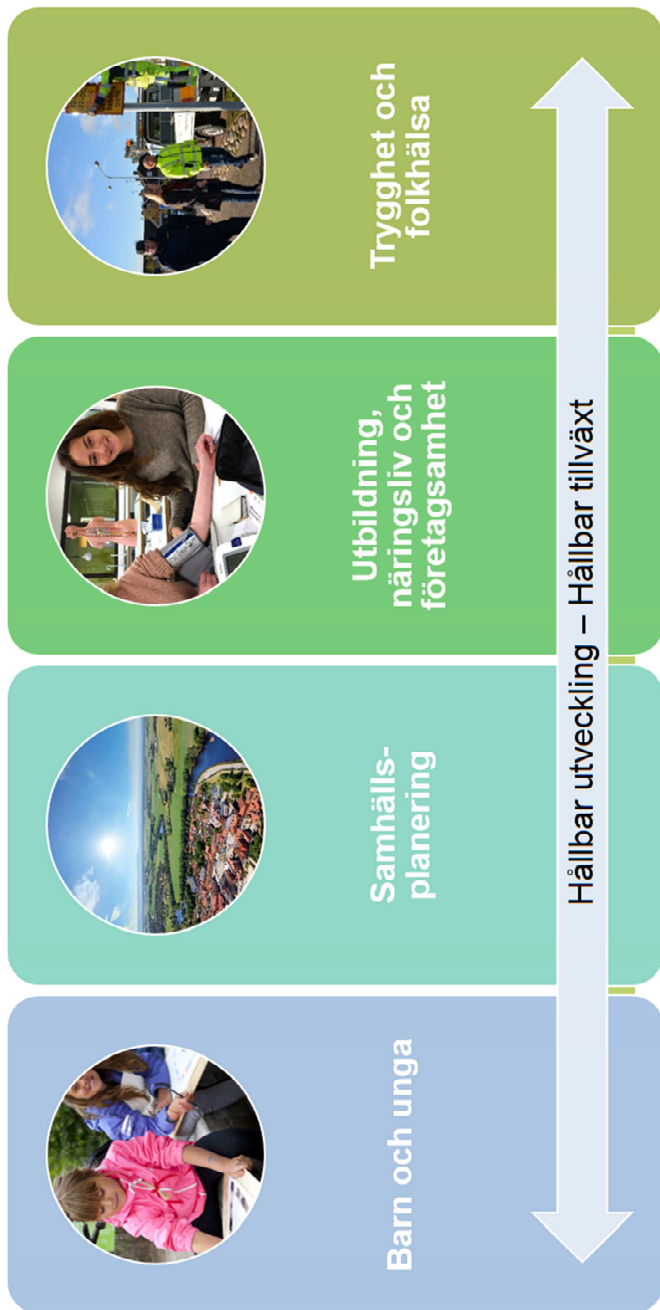 Barn och unga
Samhälls-
planering
Utbildning,
näringsliv och
företagsamhet
Trygghet och
folkhälsa
Hållbar utveckling – Hållbar tillväxt